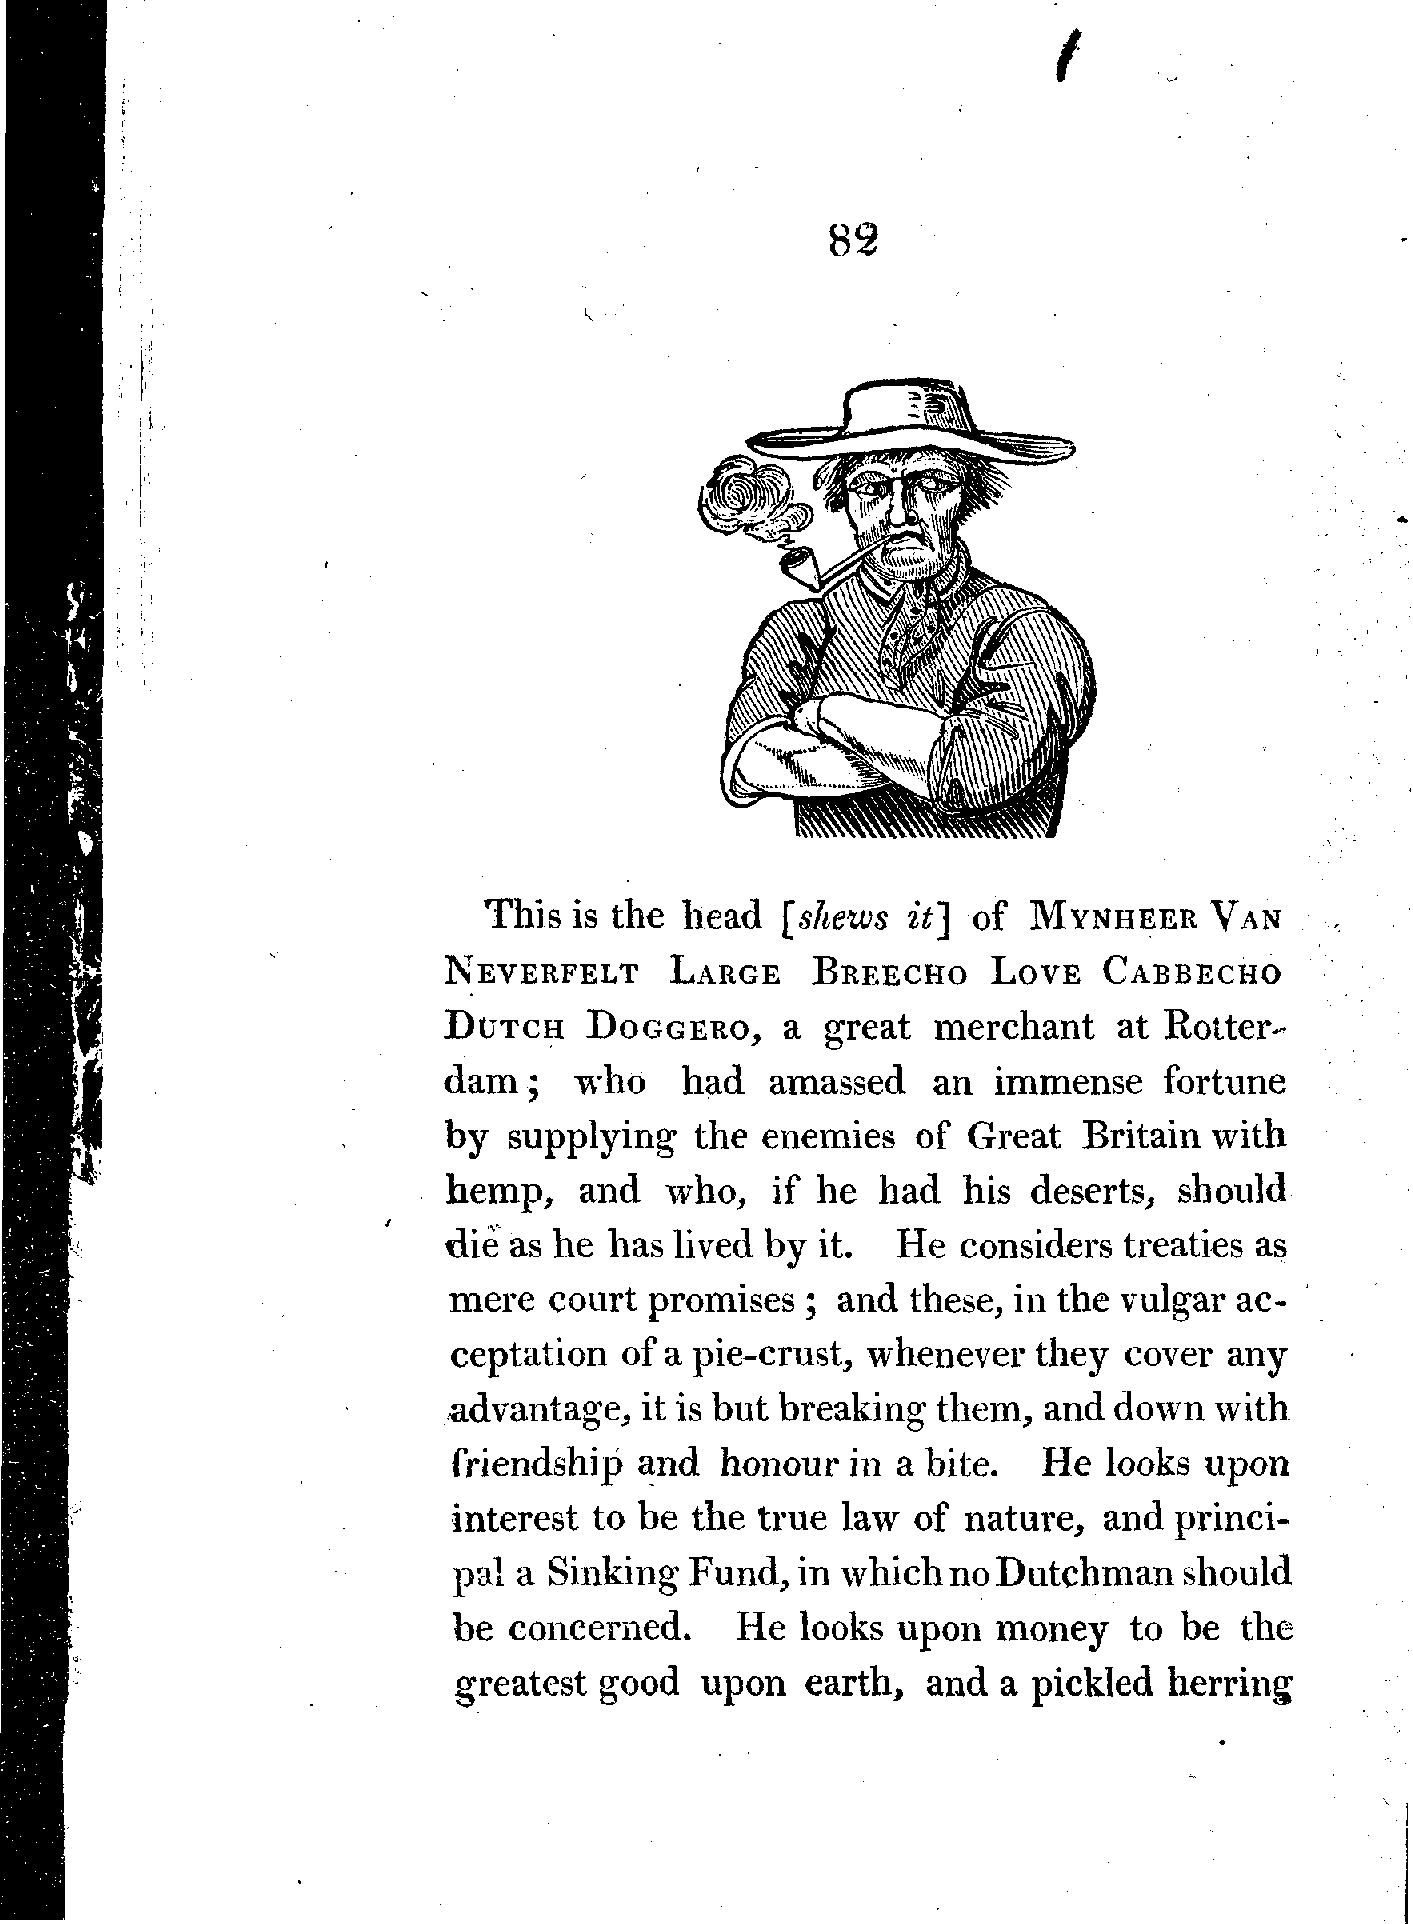 82
This is the head [shews it] of MYNHEER VAN
NEVERFELT LARGE BREECHO LOVE CABBECHO
DUTCH DOGGERO, a great merchant at Rotter-
dam; who had amassed an immense fortune
by supplying the enemies of Great Britain with
hemp, and who, if he had his deserts, should
die as he has lived by it. He considers treaties as
mere court promises; and these, in the vulgar ac-
ceptation of a pie-crust, whenever they cover any
advantage, it is but breaking them, and down with
friendship and honour in a bite. He looks upon
interest to be the true law of nature, and princi-
pal a Sinking Fund, in which no Dutchman should
be concerned. He looks upon money to be the
greatest good upon earth, and a pickled herring